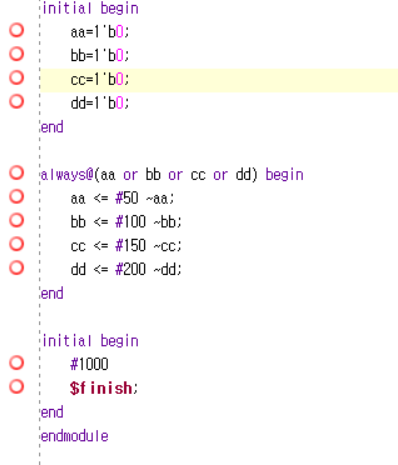 initial begin
aa=1'b0;
bb=1'b0;
cc=1'b0;
dd=1'b0;
end
always@(aa or bb or cc or dd) begin
aa <= #50 ~aa;
bb <= #100 ~bb;
cc <= #150 ~cc;
dd <= #200 ~dd;
end
initial begin
#1000
$finish;
end
endmodule